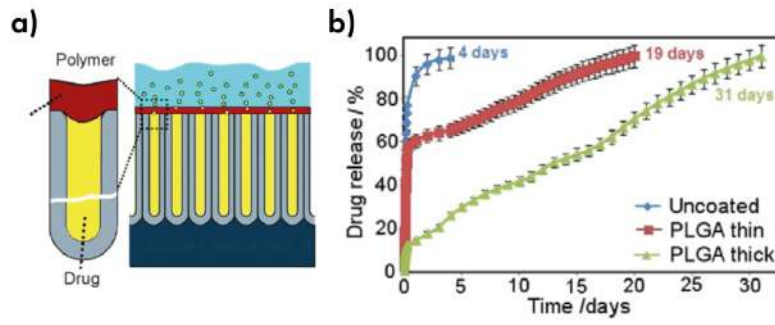 a)
Polymer
Drug
b)
Drug release / %
100
80
60
40
20
0
4 days
19 days
31 days
Uncoated
PLGA thin
PLGA thick
0
5
10
15
20
25
30
Time /days